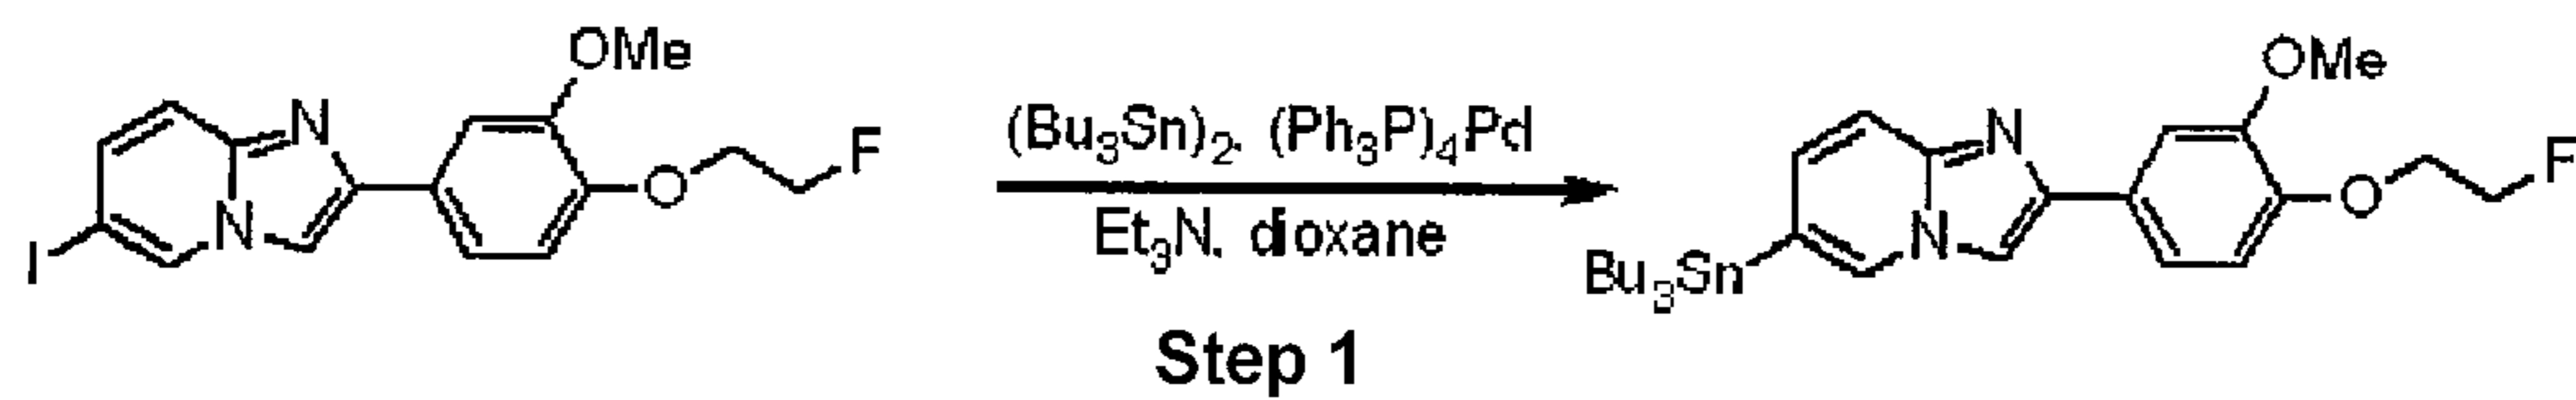 OMe
N
F
O
N
I
(Bu₃Sn)₂, (Ph₃P)₄Pd
Et₃N, dioxane
Step 1
OMe
N
F
O
N
Bu₃Sn